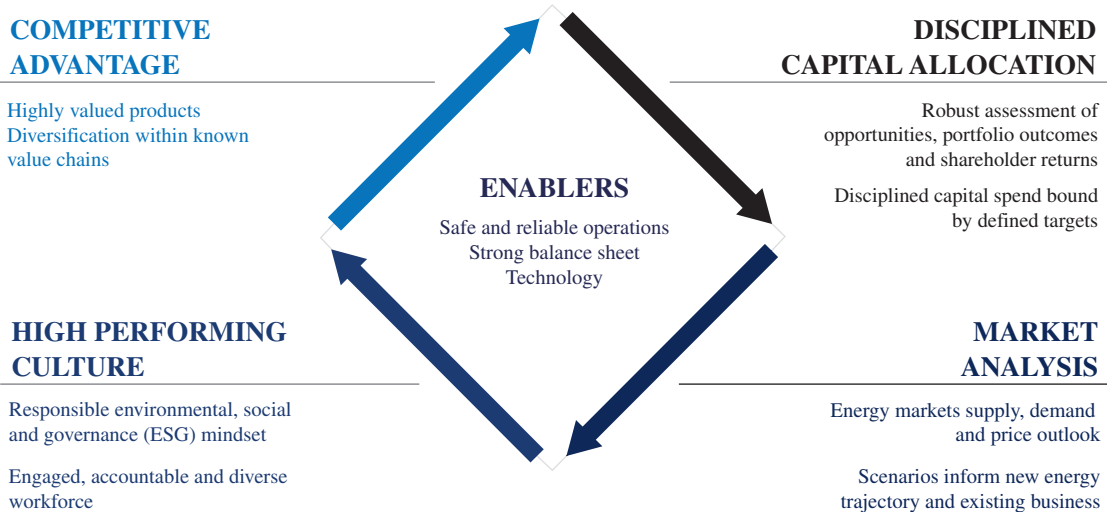 COMPETITIVE
ADVANTAGE
Highly valued products
Diversification within known
value chains
DISCIPLINED
CAPITAL ALLOCATION
Robust assessment of
opportunities, portfolio outcomes
and shareholder returns
Disciplined capital spend bound
by defined targets
ENABLERS
Safe and reliable operations
Strong balance sheet
Technology
HIGH PERFORMING
CULTURE
Responsible environmental, social
and governance (ESG) mindset
Engaged, accountable and diverse
workforce
MARKET
ANALYSIS
Energy markets supply, demand
and price outlook
Scenarios inform new energy
trajectory and existing business